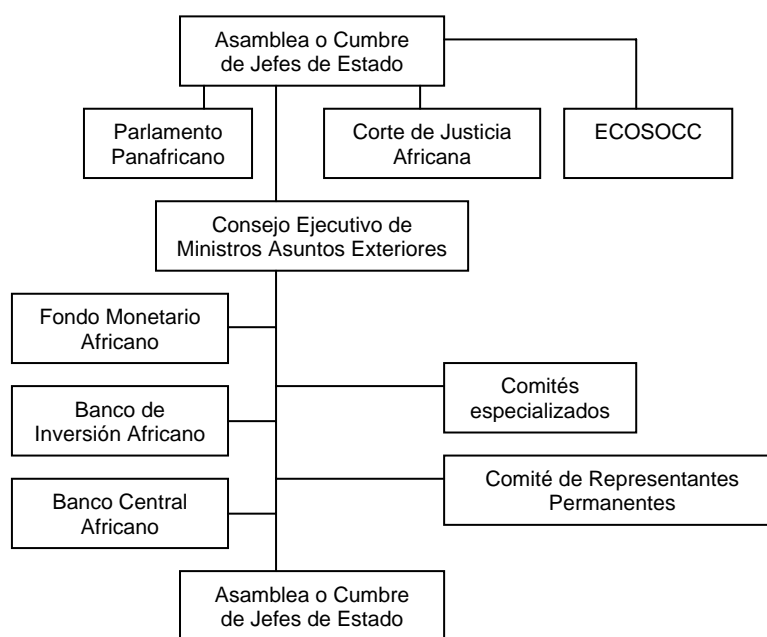 Asamblea o Cumbre
de Jefes de Estado
Parlamento
Panafricano
Corte de Justicia
Africana
ECOSOCC
Consejo Ejecutivo de
Ministros Asuntos Exteriores
Fondo Monetario
Africano
Comités
especializados
Banco de
Inversión Africano
Comité de Representantes
Permanentes
Banco Central
Africano
Asamblea o Cumbre
de Jefes de Estado